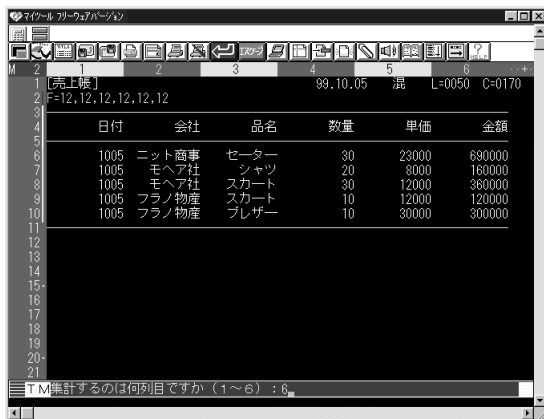 マイツール フリーウェアバージョン
エスケープ
M 2 1 2 3 4 5 6
1 [売上帳] 99.10.05 混 L=0050 C=0170
2 F=12,12,12,12,12,12
3
4 日付 会社 品名 数量 単価 金額
5
6 1005 ニット商事 セーター 30 23000 690000
7 1005 モヘア社 シャツ 20 8000 160000
8 1005 モヘア社 スカート 30 12000 360000
9 1005 フラノ物産 スカート 10 12000 120000
10 1005 フラノ物産 ブレザー 10 30000 300000
11
12
13
14
15
16
17
18
19
20
21
TM集計するのは何列目ですか（1～6）:6